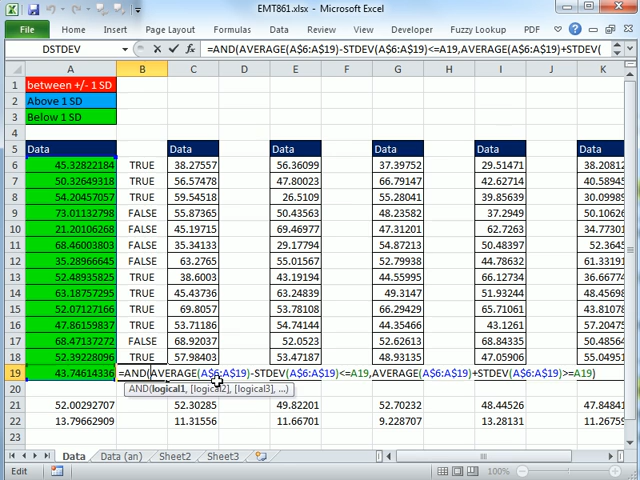 EMT861.xlsx - Microsoft Excel
File Home Insert Page Layout Formulas Data Review View Developer Fuzzy Lookup PDF
DSTDEV fx =AND(AVERAGE(A$6:A$19)-STDEV(A$6:A$19)<=A19,AVERAGE(A$6:A$19)+STDEV(
A B C D E F G H I J K
1 between +/- 1 SD
2 Above 1 SD
3 Below 1 SD
4
5 Data Data Data Data Data Data
6 45.32822184 TRUE 38.27557 56.36099 37.39752 29.51471 38.20812
7 50.32649318 TRUE 56.57478 47.80023 66.79147 42.62714 40.58945
8 54.20457057 TRUE 59.54518 26.5109 55.28041 39.85639 30.09989
9 73.01132798 FALSE 55.87365 50.43563 48.23582 37.2949 50.10626
10 21.20106268 FALSE 45.19715 69.46977 47.31201 62.7263 34.77301
11 68.46003803 FALSE 35.34133 29.17794 54.87213 50.48397 52.3645
12 35.28966645 FALSE 63.2765 55.01567 52.79938 44.78632 61.33191
13 52.48935825 TRUE 38.6003 43.19194 44.55995 66.12734 36.66774
14 63.18757295 TRUE 45.43736 63.24839 49.3147 51.93244 48.45698
15 52.07127166 TRUE 69.8057 53.78108 66.29429 65.71061 43.81070
16 47.86159837 TRUE 53.71186 54.74144 44.35466 43.1261 67.20475
17 68.47137272 FALSE 68.92037 52.0523 52.62613 68.84335 50.48564
18 52.39228096 TRUE 57.98403 53.47187 48.93135 47.05906 55.04951
19 43.74614336 =AND(AVERAGE(A$6:A$19)-STDEV(A$6:A$19)<=A19,AVERAGE(A$6:A$19)+STDEV(A$6:A$19)>=A19)
20 AND(logical1, [logical2], [logical3], ...)
21 52.00292707 52.30285 49.82201 52.70232 48.44526 47.84841
22 13.79662909 11.31556 11.66701 9.228707 13.28131 11.26759
23
Data Data (an) Sheet2 Sheet3
Edit 100%